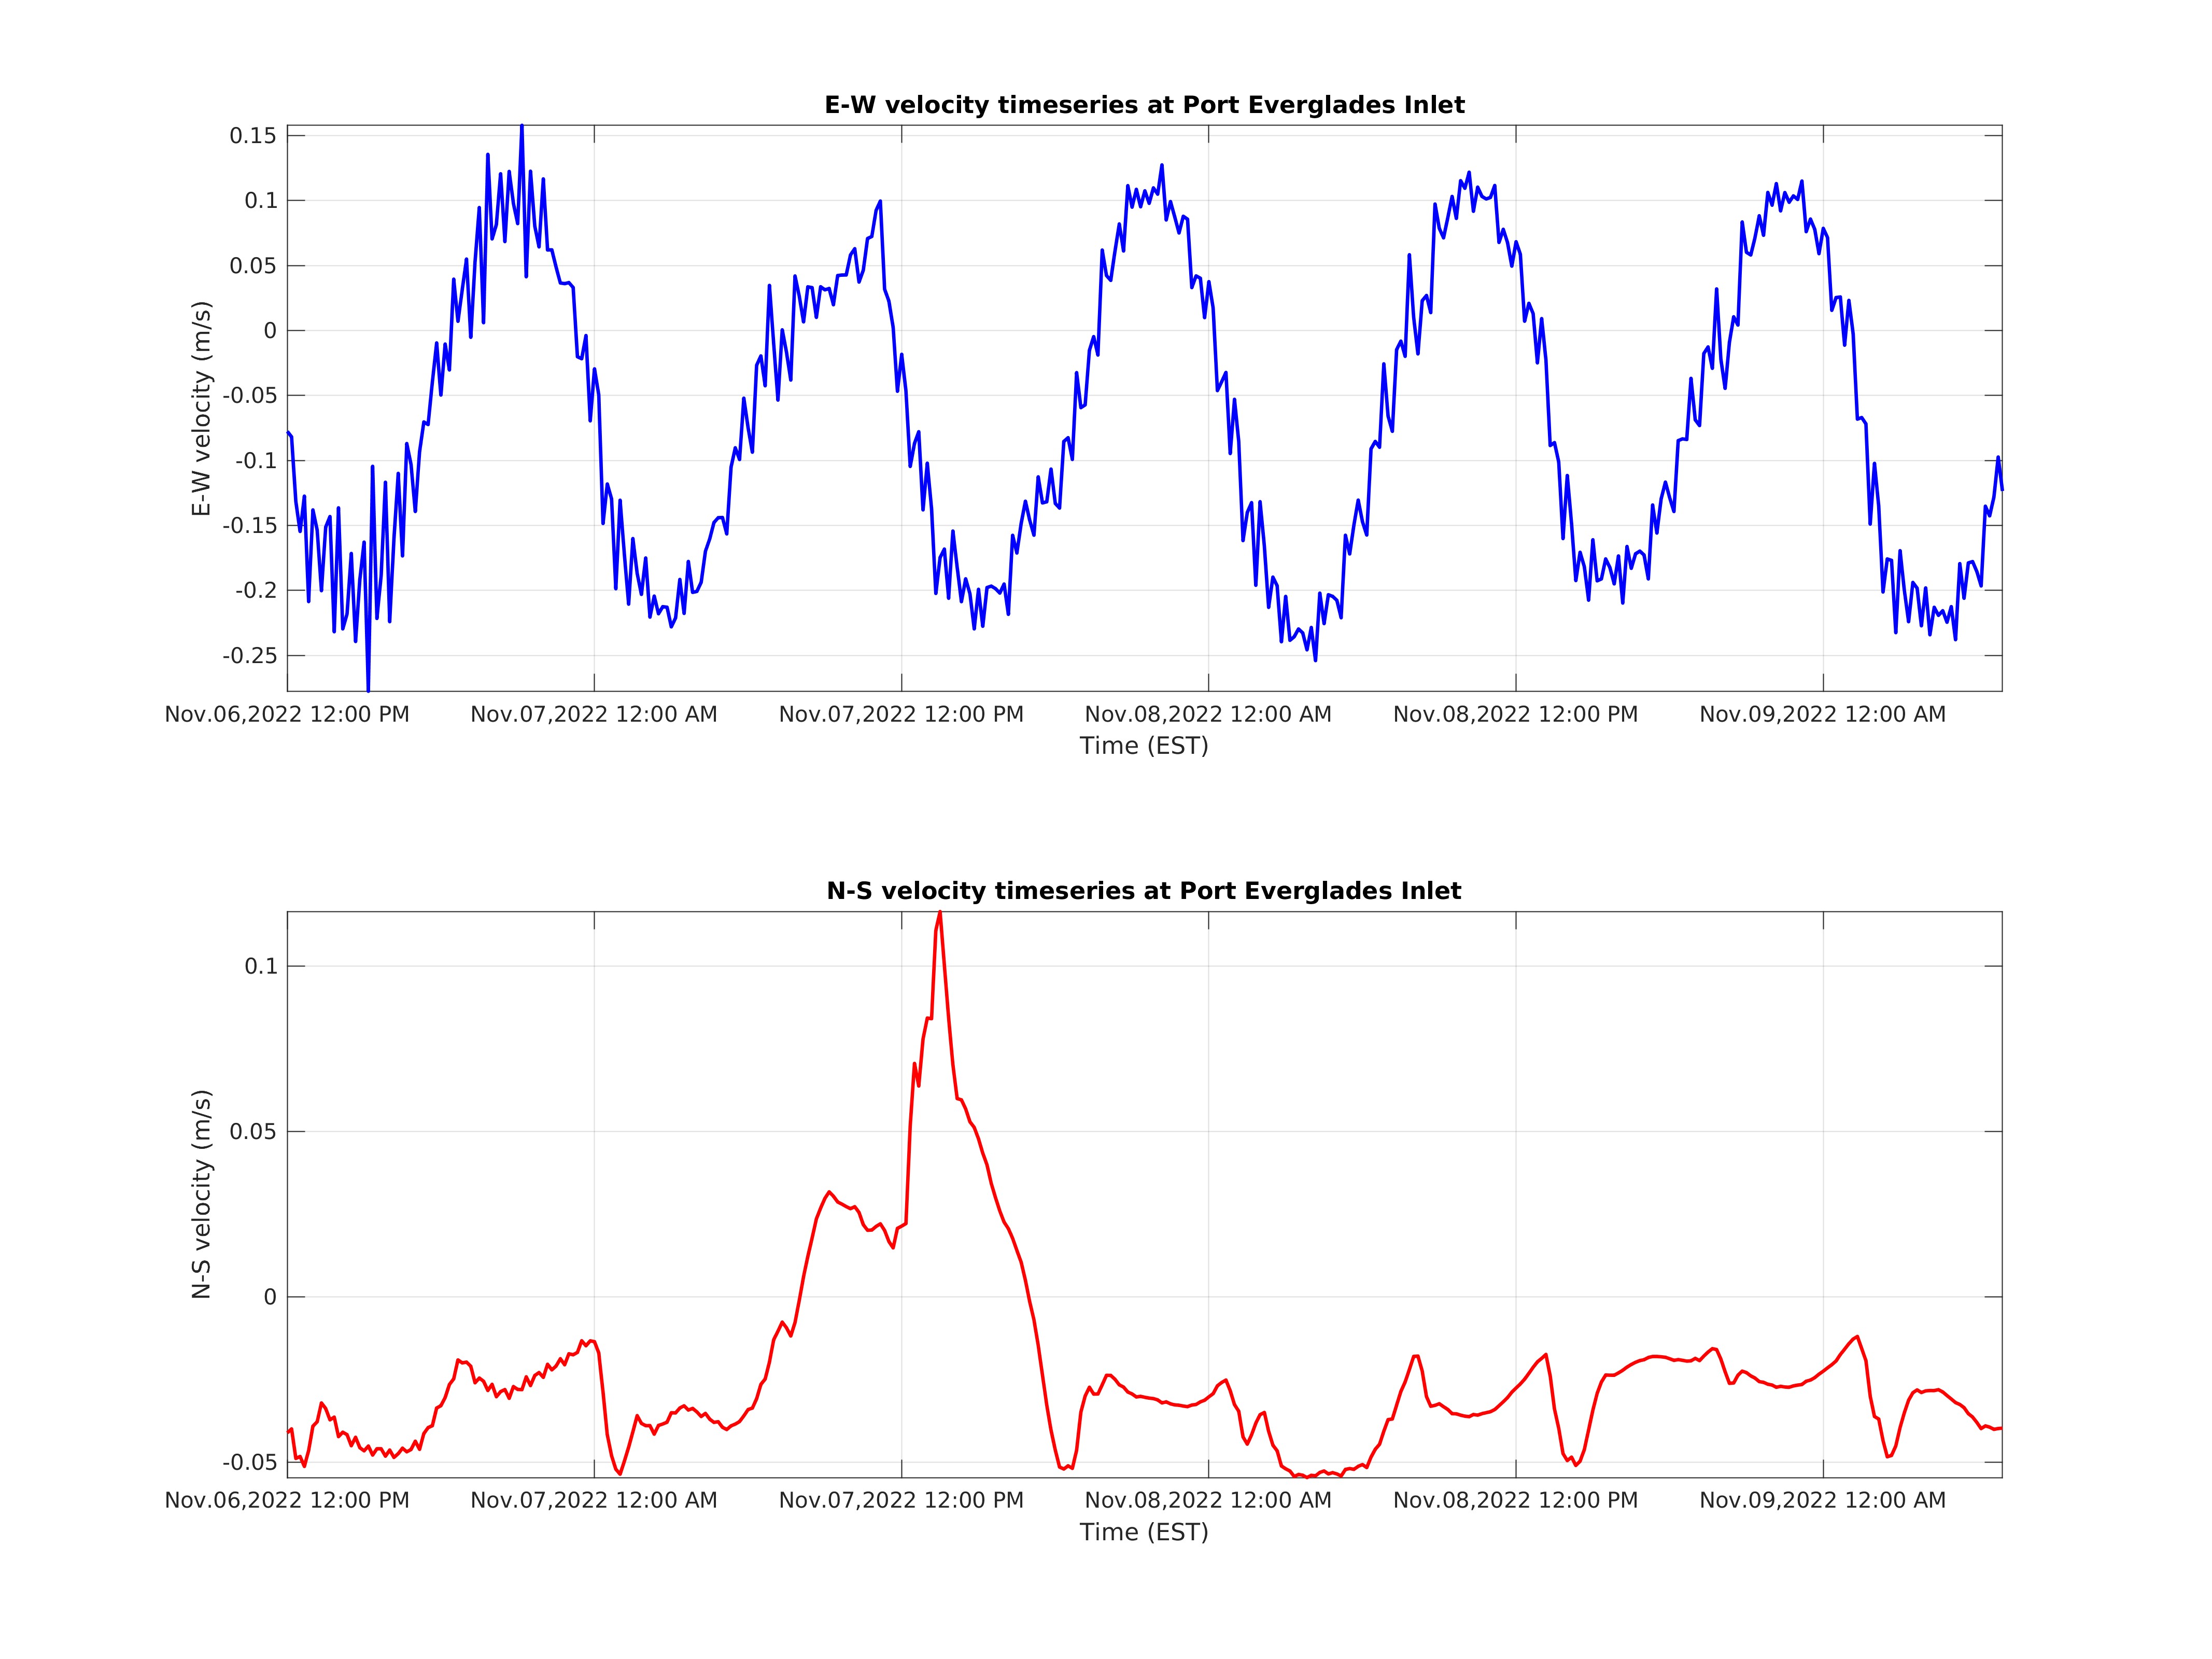 E-W velocity timeseries at Port Everglades Inlet
E-W velocity (m/s)
0.15
0.1
0.05
0
-0.05
-0.1
-0.15
-0.2
-0.25
Nov.06,2022 12:00 PM Nov.07,2022 12:00 AM Nov.07,2022 12:00 PM Nov.08,2022 12:00 AM Nov.08,2022 12:00 PM Nov.09,2022 12:00 AM
Time (EST)
N-S velocity timeseries at Port Everglades Inlet
N-S velocity (m/s)
0.1
0.05
0
-0.05
Nov.06,2022 12:00 PM Nov.07,2022 12:00 AM Nov.07,2022 12:00 PM Nov.08,2022 12:00 AM Nov.08,2022 12:00 PM Nov.09,2022 12:00 AM
Time (EST)